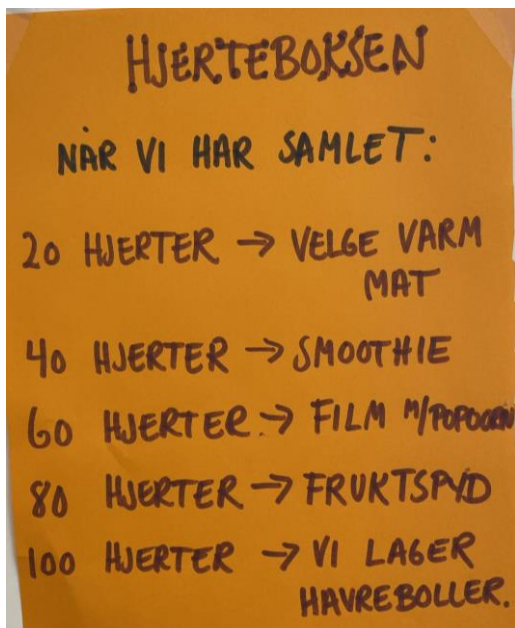 HJERTEBOKSEN
NÅR VI HAR SAMLET:
20 HJERTER → VELGE VARM
MAT
40 HJERTER → SMOOTHIE
60 HJERTER → FILM M/POPCORN
80 HJERTER → FRUKTSPYD
100 HJERTER → VI LAGER
HAVREBOLLER.